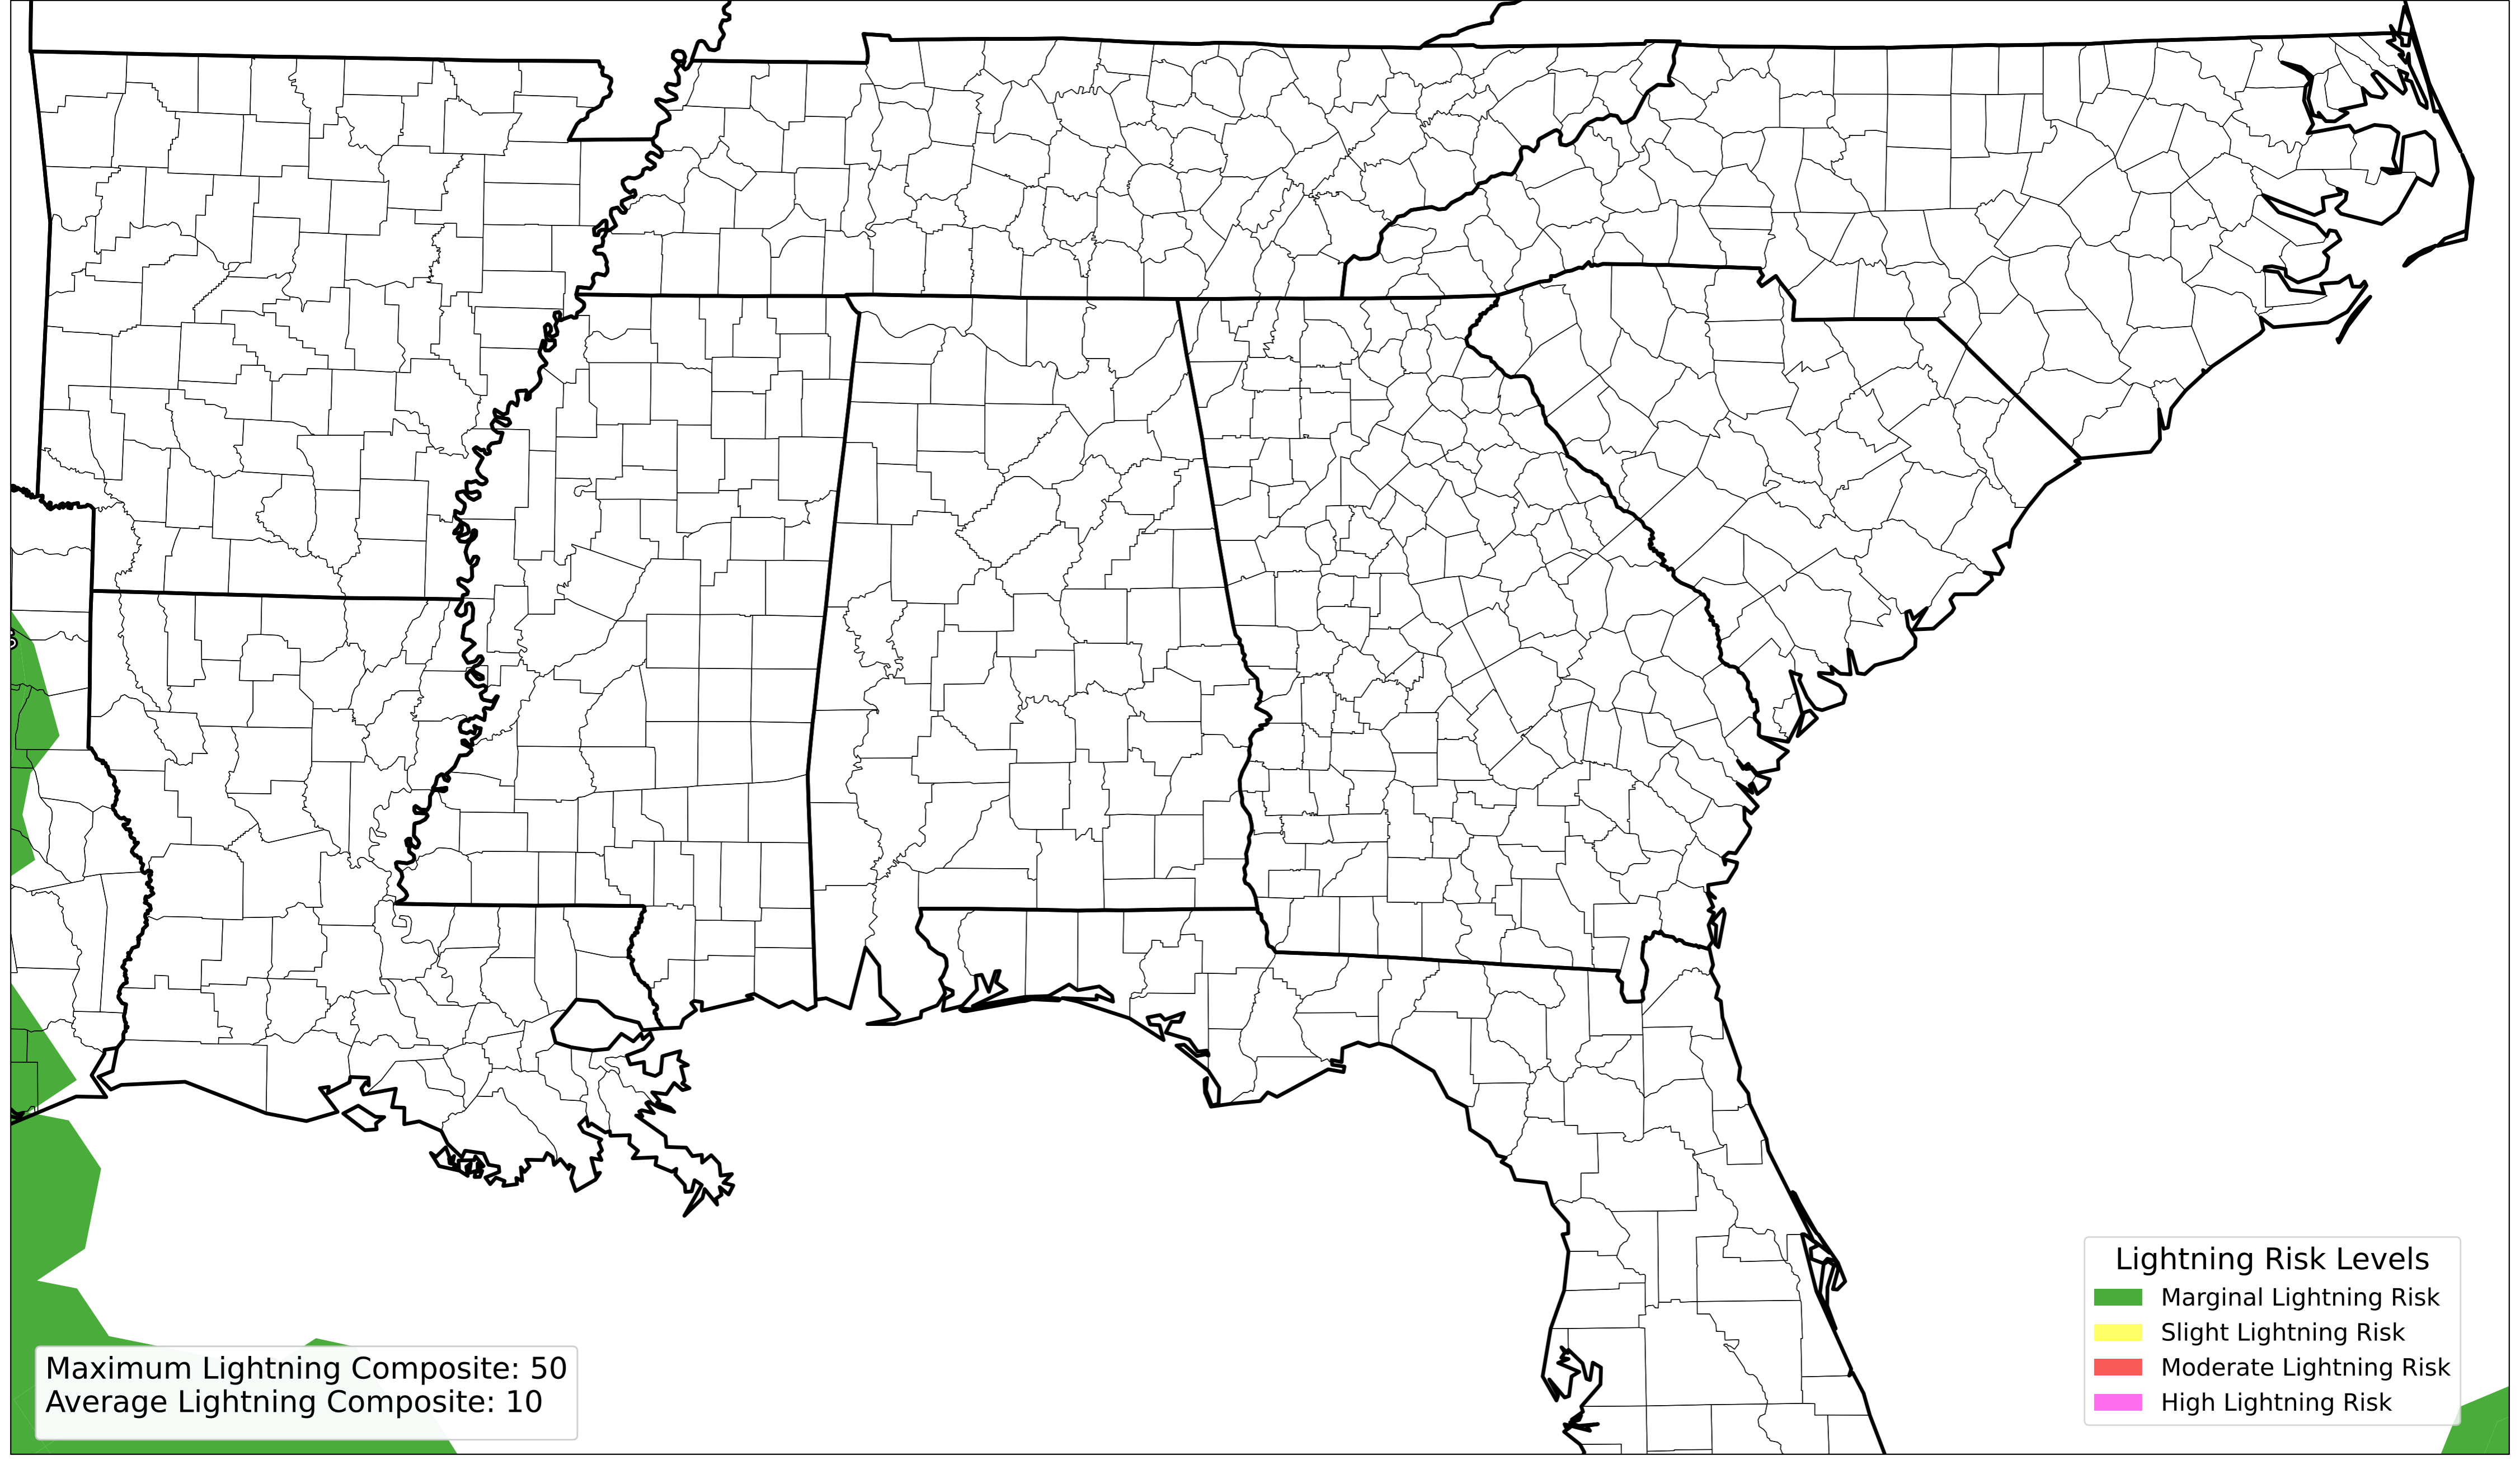 Lightning Risk Levels
Marginal Lightning Risk
Slight Lightning Risk
Moderate Lightning Risk
High Lightning Risk
Maximum Lightning Composite: 50
Average Lightning Composite: 10